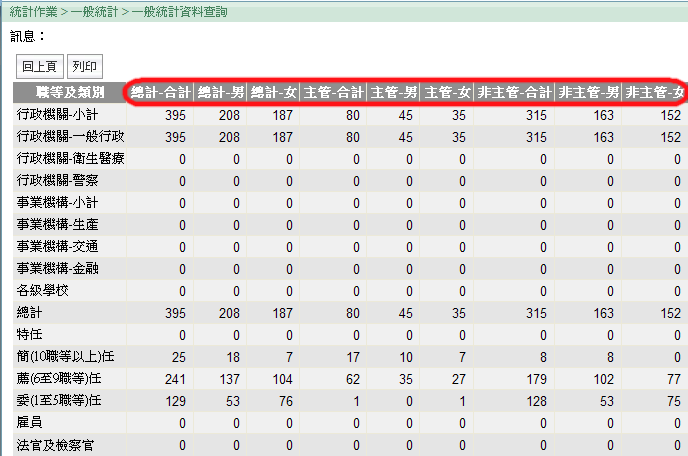 統計作業 > 一般統計 > 一般統計資料查詢
訊息：
回上頁 列印
職等及類別 總計-合計 總計-男 總計-女 主管-合計 主管-男 主管-女 非主管-合計 非主管-男 非主管-女
行政機關-小計 395 208 187 80 45 35 315 163 152
行政機關-一般行政 395 208 187 80 45 35 315 163 152
行政機關-衛生醫療 0 0 0 0 0 0 0 0 0
行政機關-警察 0 0 0 0 0 0 0 0 0
事業機構-小計 0 0 0 0 0 0 0 0 0
事業機構-生產 0 0 0 0 0 0 0 0 0
事業機構-交通 0 0 0 0 0 0 0 0 0
事業機構-金融 0 0 0 0 0 0 0 0 0
各級學校 0 0 0 0 0 0 0 0 0
總計 395 208 187 80 45 35 315 163 152
特任 0 0 0 0 0 0 0 0 0
簡(10職等以上)任 25 18 7 17 10 7 8 8 0
薦(6至9職等)任 241 137 104 62 35 27 179 102 77
委(1至5職等)任 129 53 76 1 0 1 128 53 75
雇員 0 0 0 0 0 0 0 0 0
法官及檢察官 0 0 0 0 0 0 0 0 0